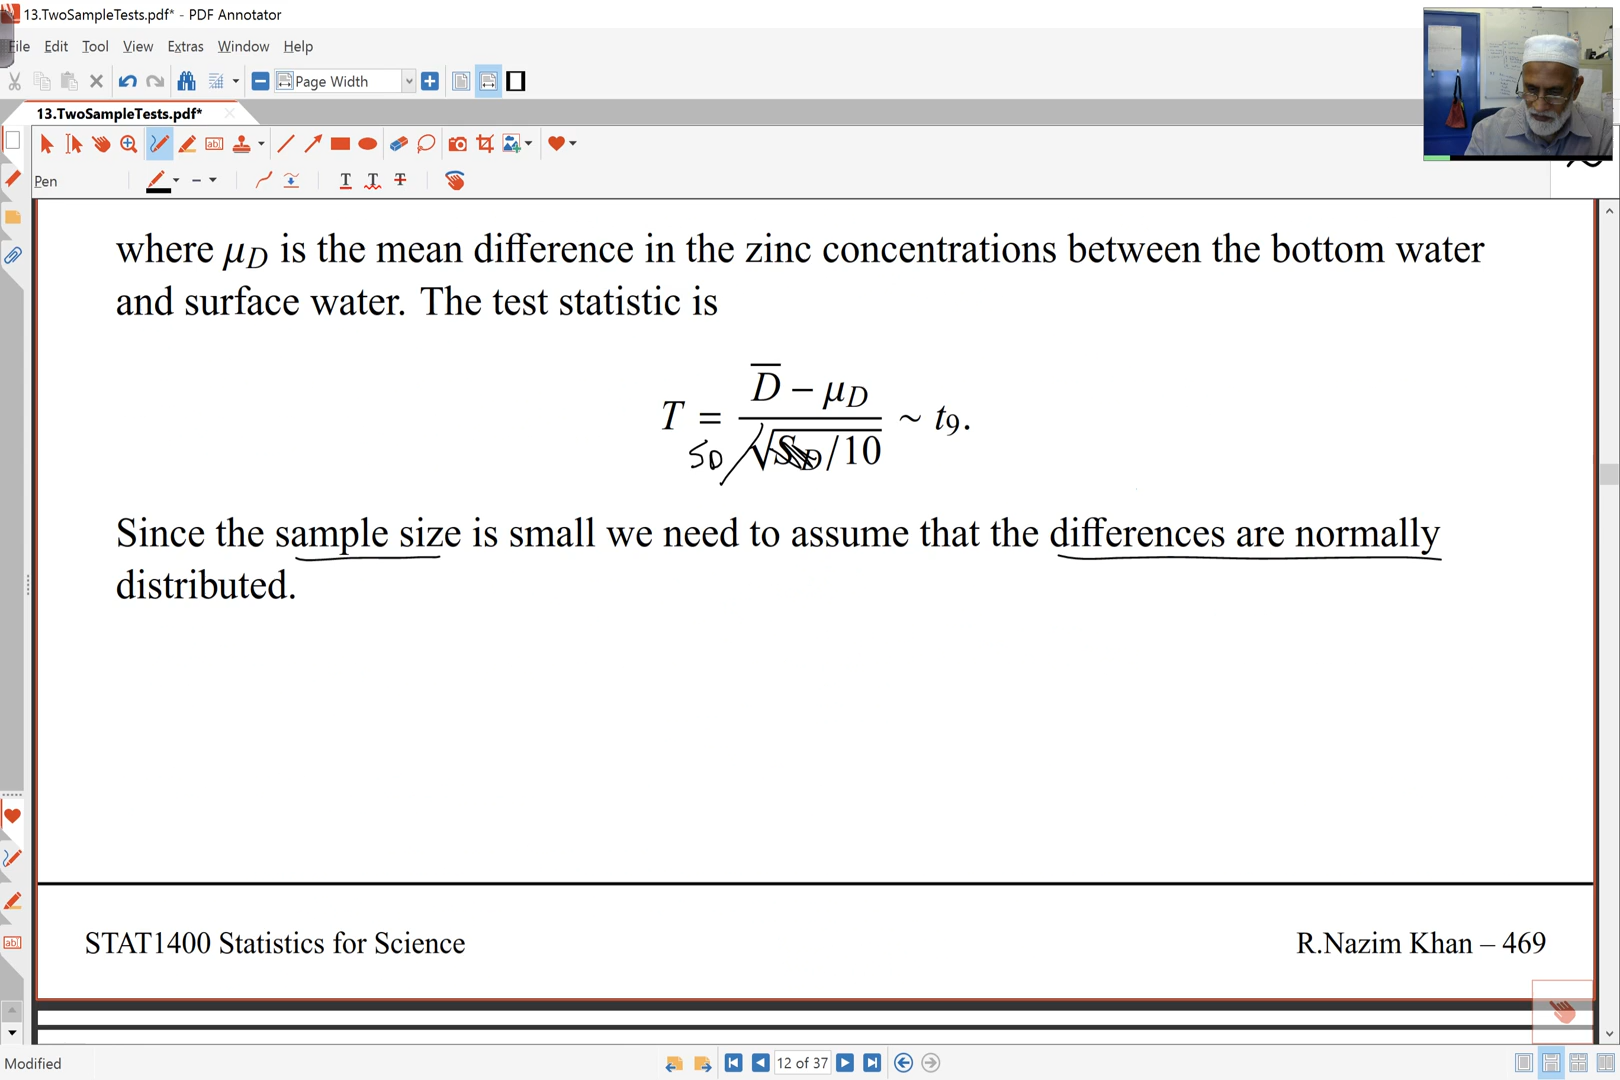 13.TwoSampleTests.pdf* - PDF Annotator
File Edit Tool View Extras Window Help
Page Width
13.TwoSampleTests.pdf*
Pen
where μD is the mean difference in the zinc concentrations between the bottom water
and surface water. The test statistic is
T = (D̅ − μD) / √(SD/10) ~ t9.
SD /
Since the sample size is small we need to assume that the differences are normally
distributed.
STAT1400 Statistics for Science
R.Nazim Khan – 469
Modified
12 of 37